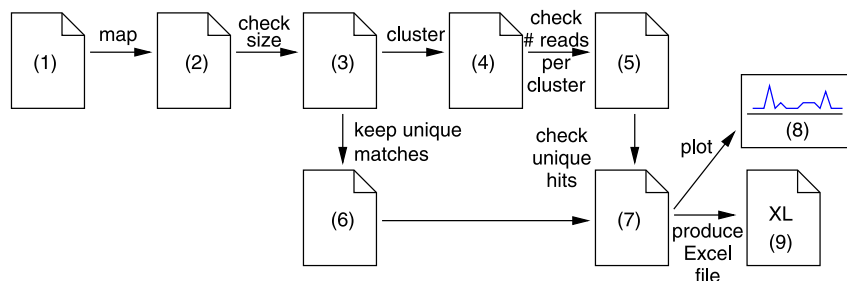 (1)
map
(2)
check
size
(3)
cluster
(4)
check
# reads
per
cluster
(5)
keep unique
matches
check
unique
hits
plot
(8)
(6)
(7)
produce
Excel
file
XL
(9)